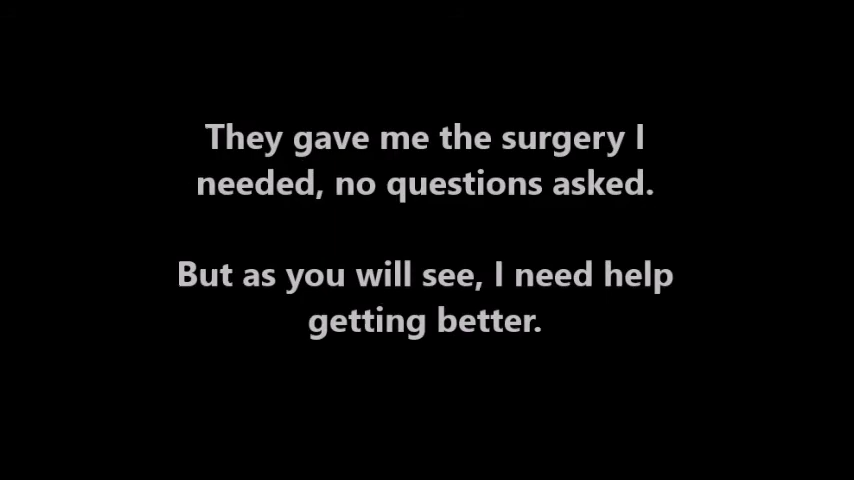 They gave me the surgery I
needed, no questions asked.
But as you will see, I need help
getting better.